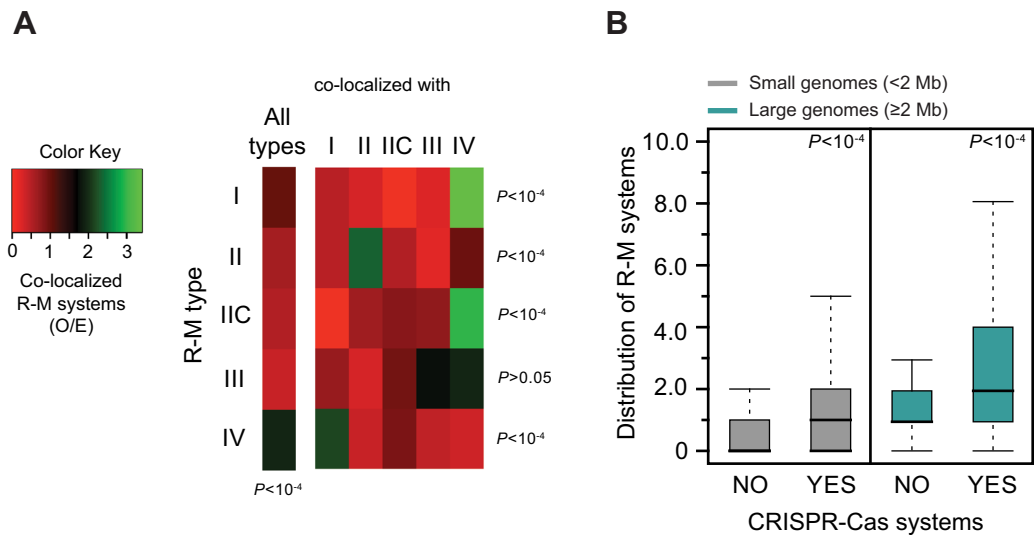 A
co-localized with
All
types
I II IIC III IV
Color Key
0 1 2 3
Co-localized
R-M systems
(O/E)
R-M type
I
P<10⁻⁴
II
P<10⁻⁴
IIC
P<10⁻⁴
III
P>0.05
IV
P<10⁻⁴
P<10⁻⁴
B
Small genomes (<2 Mb)
Large genomes (≥2 Mb)
P<10⁻⁴ P<10⁻⁴
Distribution of R-M systems
10.0
8.0
6.0
4.0
2.0
0
NO YES NO YES
CRISPR-Cas systems